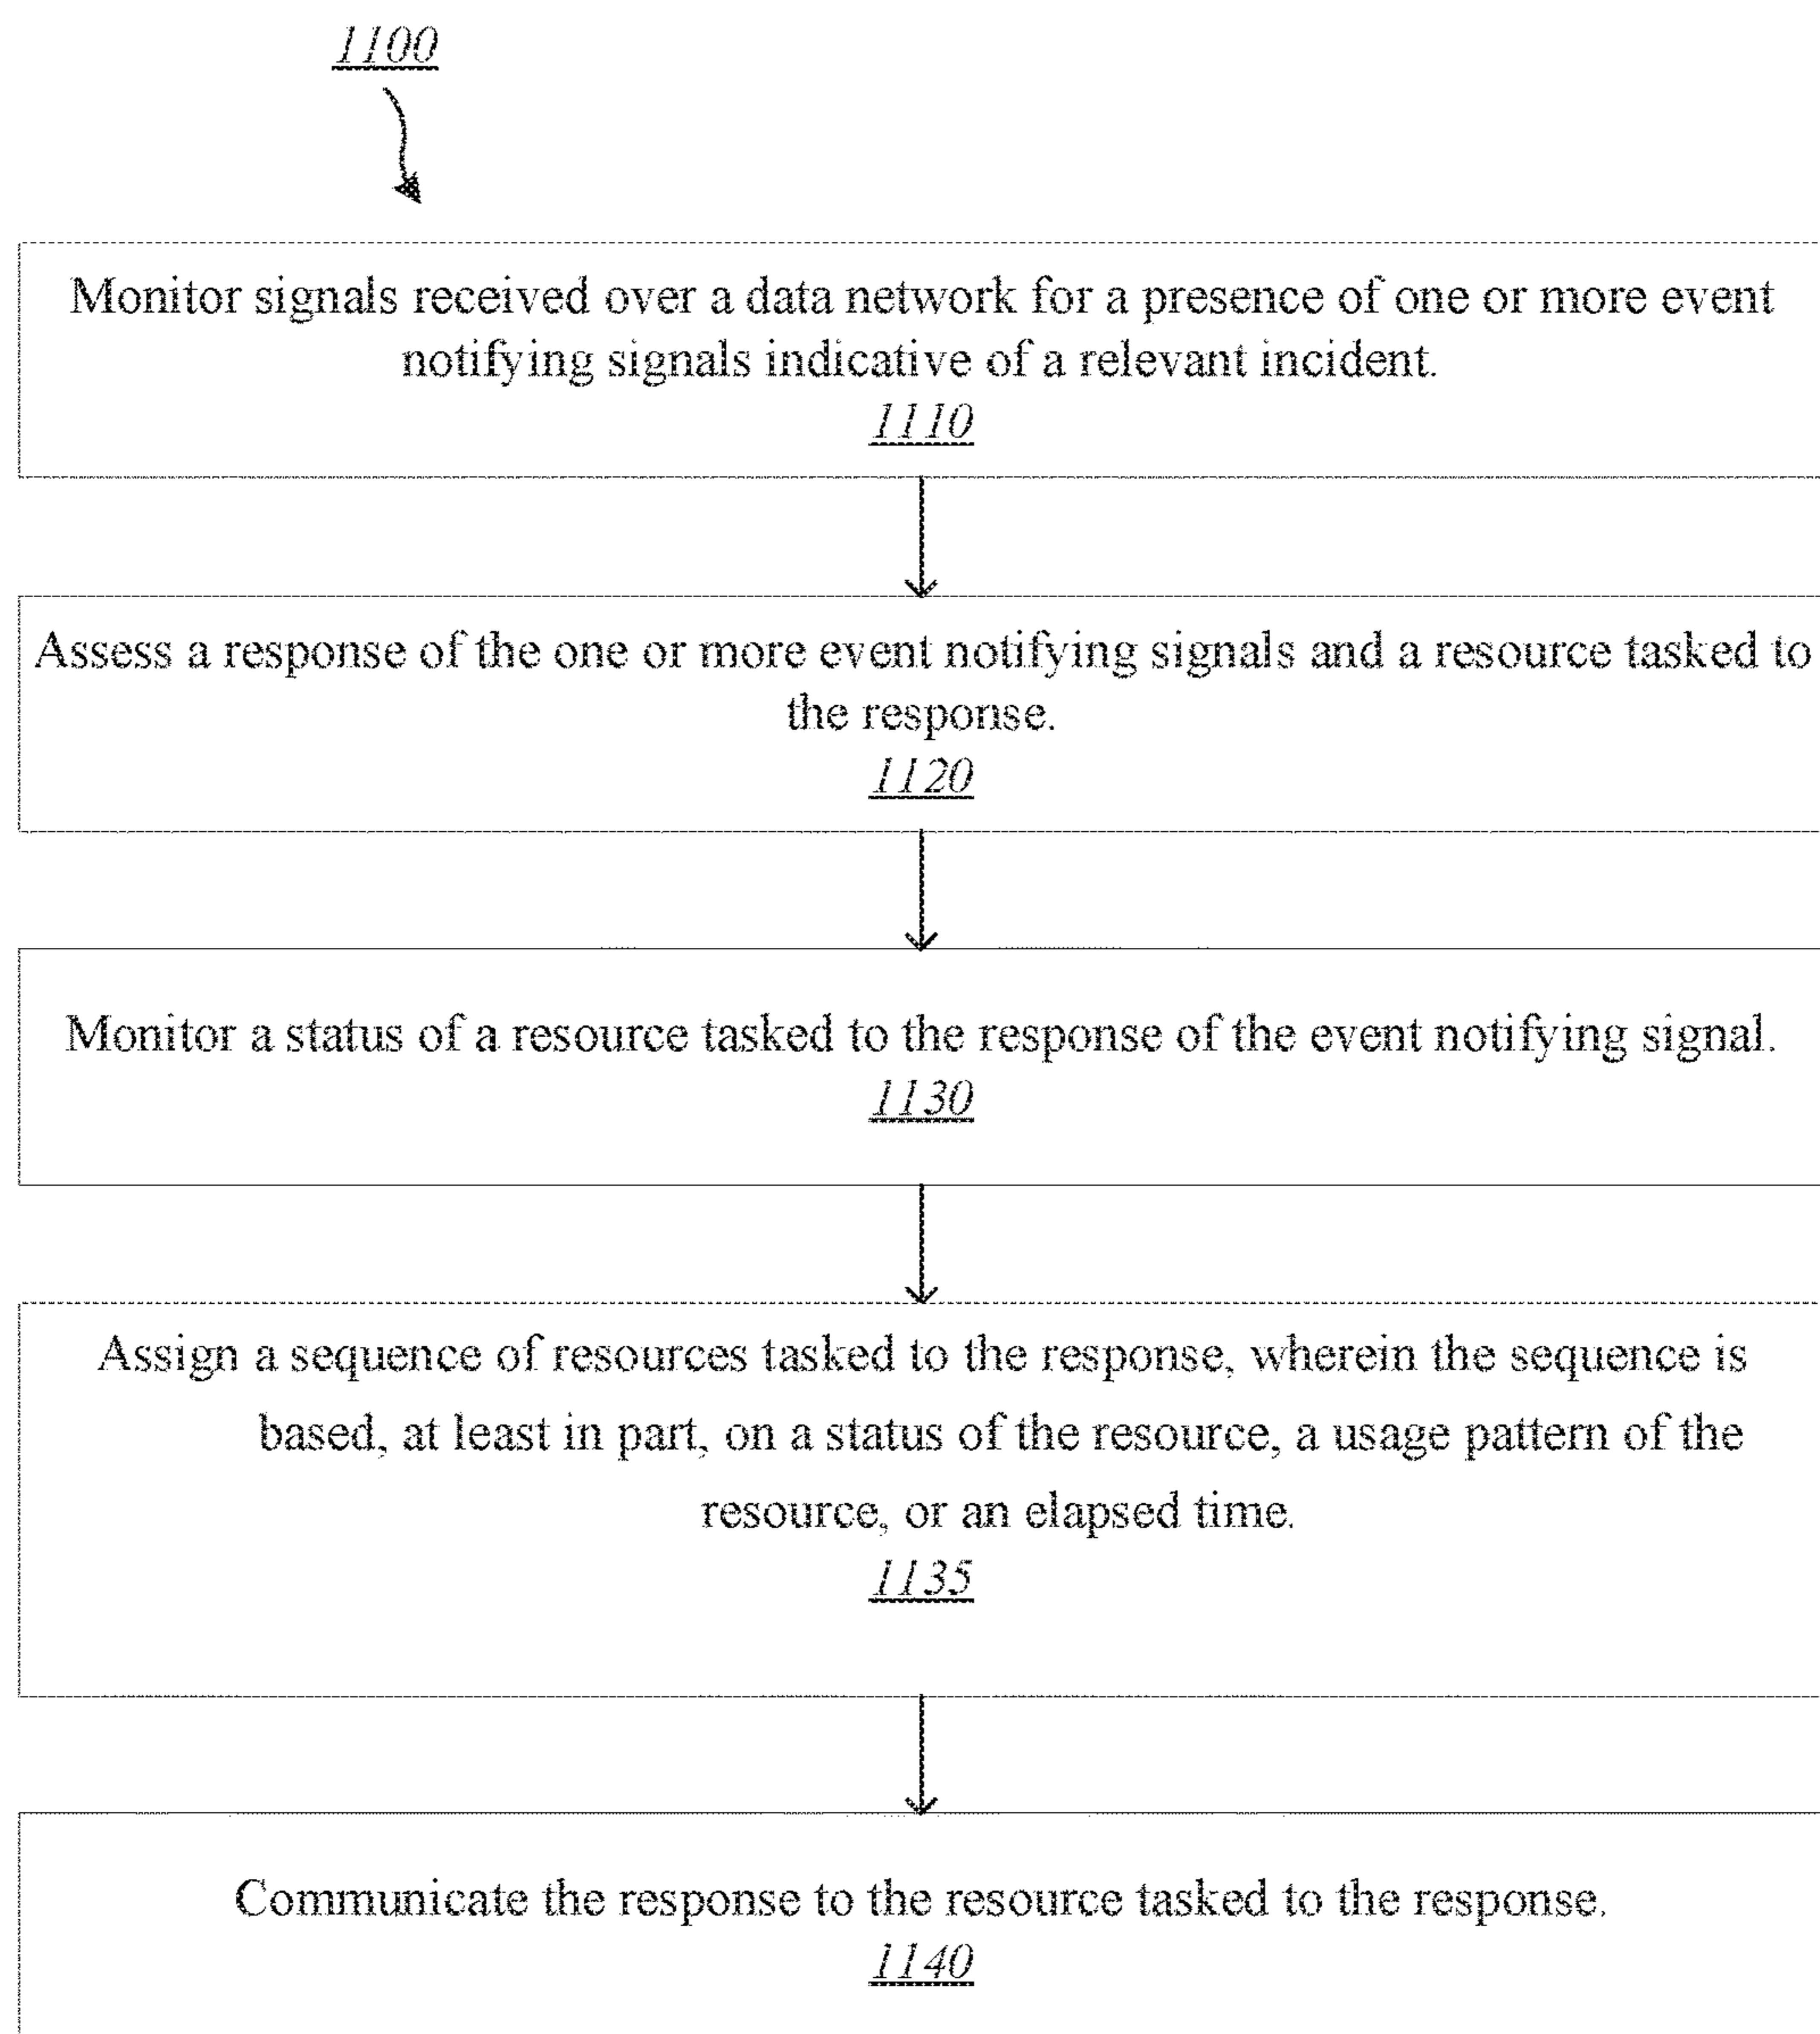 1100
Monitor signals received over a data network for a presence of one or more event
notifying signals indicative of a relevant incident.
1110
Assess a response of the one or more event notifying signals and a resource tasked to
the response.
1120
Monitor a status of a resource tasked to the response of the event notifying signal.
1130
Assign a sequence of resources tasked to the response, wherein the sequence is
based, at least in part, on a status of the resource, a usage pattern of the
resource, or an elapsed time.
1135
Communicate the response to the resource tasked to the response.
1140